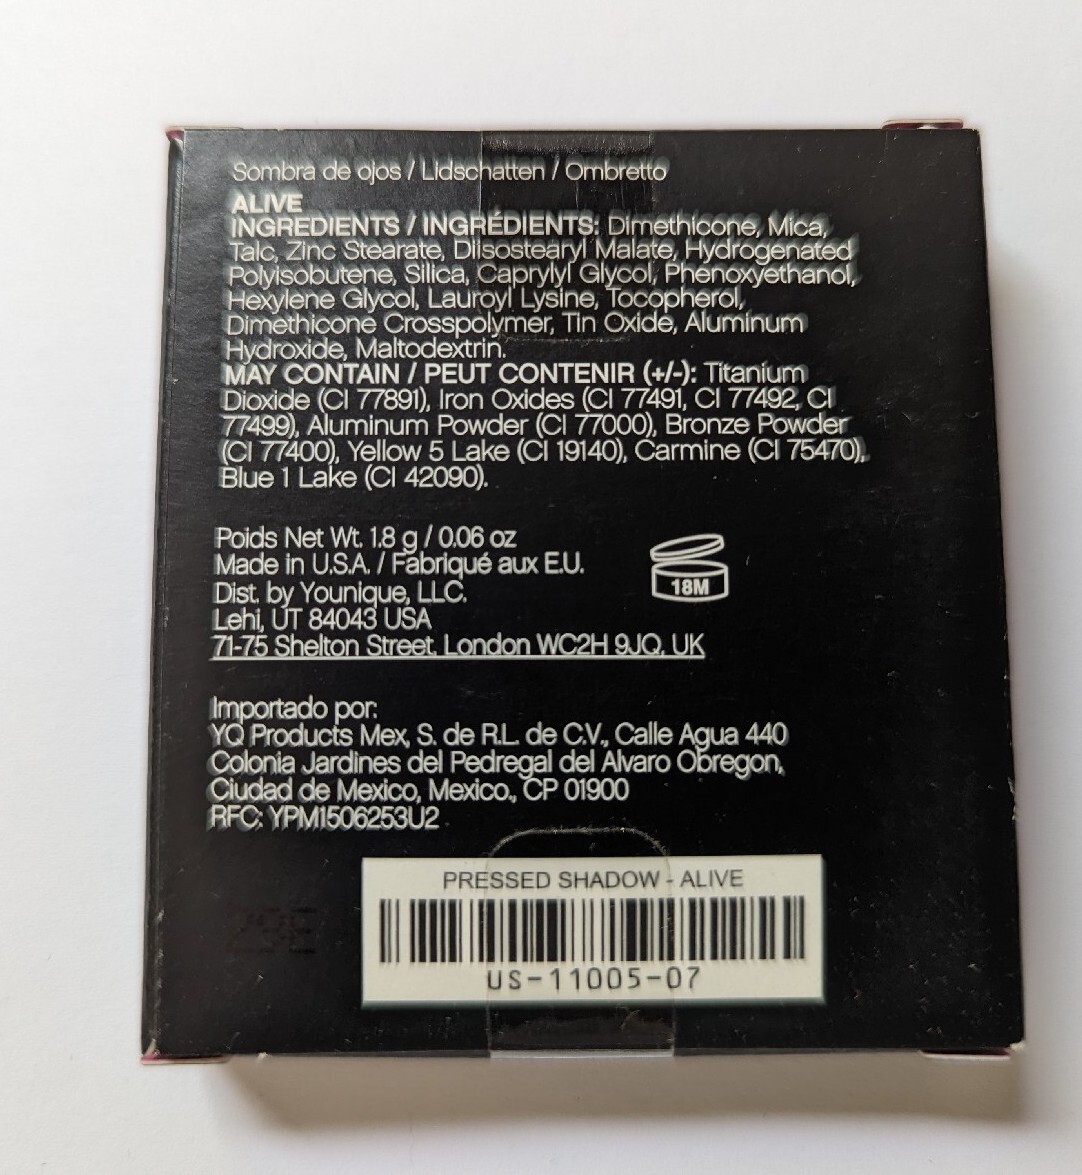 Sombra de ojos / Lidschatten / Ombretto
ALIVE
INGREDIENTS / INGRÉDIENTS: Dimethicone, Mica,
Talc, Zinc Stearate, Diisostearyl Malate, Hydrogenated
Polyisobutene, Silica, Caprylyl Glycol, Phenoxyethanol,
Hexylene Glycol, Lauroyl Lysine, Tocopherol,
Dimethicone Crosspolymer, Tin Oxide, Aluminum
Hydroxide, Maltodextrin.
MAY CONTAIN / PEUT CONTENIR (+/-): Titanium
Dioxide (CI 77891), Iron Oxides (CI 77491, CI 77492, CI
77499), Aluminum Powder (CI 77000), Bronze Powder
(CI 77400), Yellow 5 Lake (CI 19140), Carmine (CI 75470),
Blue 1 Lake (CI 42090).
Poids Net Wt. 1.8 g / 0.06 oz
Made in U.S.A. / Fabriqué aux E.U.
Dist. by Younique, LLC.
Lehi, UT 84043 USA
71-75 Shelton Street, London WC2H 9JQ, UK
18M
Importado por:
YQ Products Mex, S. de R.L. de C.V., Calle Agua 440
Colonia Jardines del Pedregal del Alvaro Obregon,
Ciudad de Mexico, Mexico., CP 01900
RFC: YPM1506253U2
PRESSED SHADOW - ALIVE
US-11005-07